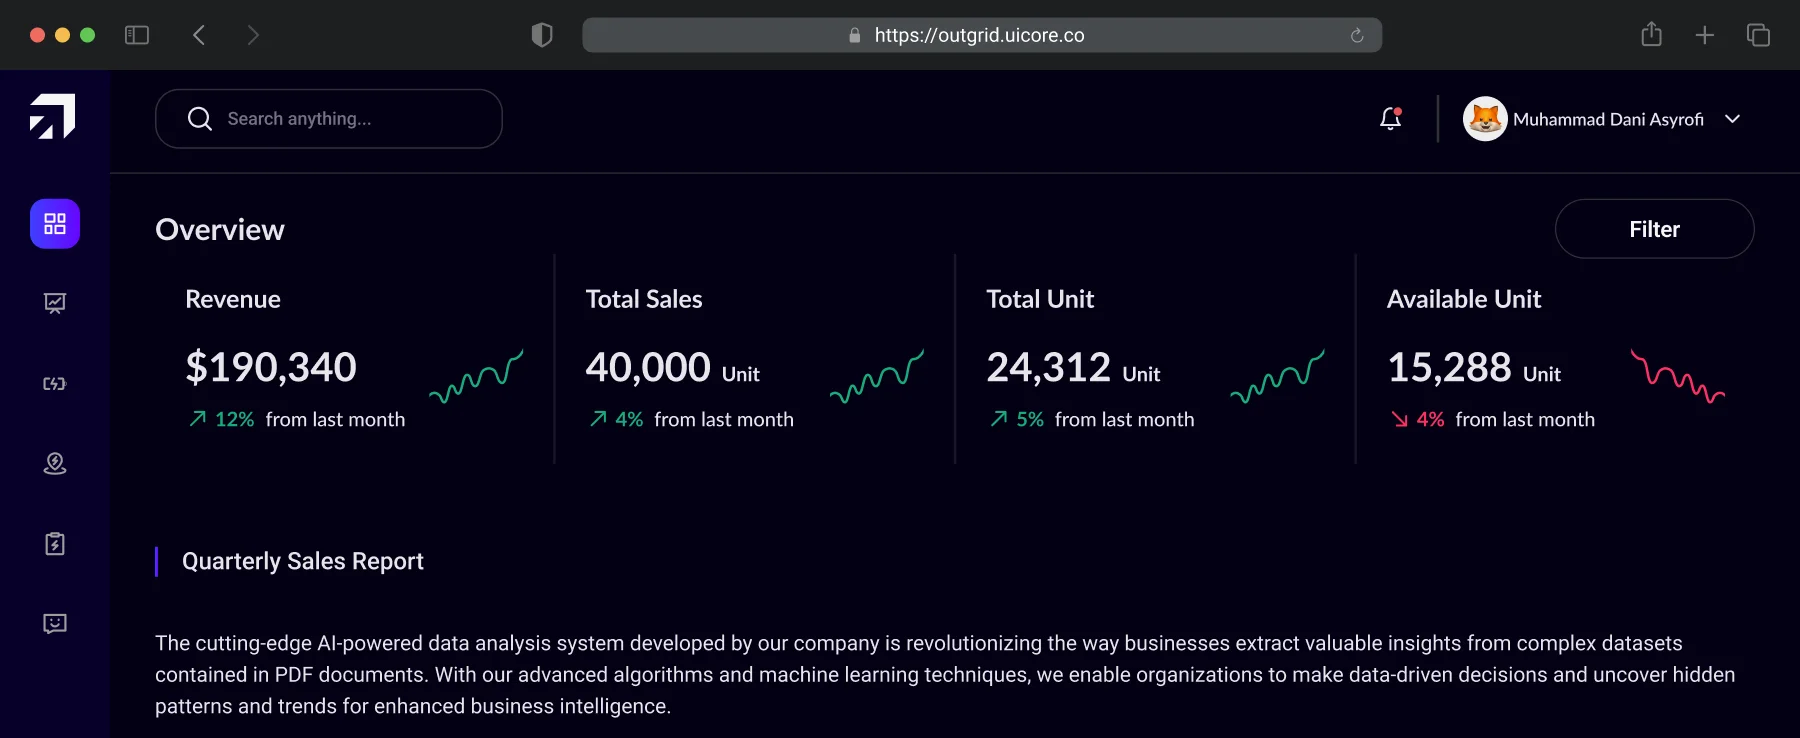 https://outgrid.uicore.co
Search anything...
Muhammad Dani Asyrofi
Overview
Filter
Revenue
$190,340
12% from last month
Total Sales
40,000 Unit
4% from last month
Total Unit
24,312 Unit
5% from last month
Available Unit
15,288 Unit
4% from last month
Quarterly Sales Report
The cutting-edge AI-powered data analysis system developed by our company is revolutionizing the way businesses extract valuable insights from complex datasets
contained in PDF documents. With our advanced algorithms and machine learning techniques, we enable organizations to make data-driven decisions and uncover hidden
patterns and trends for enhanced business intelligence.